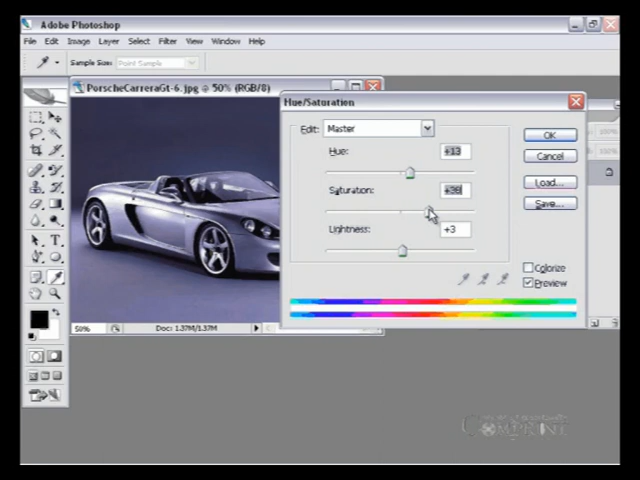 Adobe Photoshop
File Edit Image Layer Select Filter View Window Help
Sample Size: Point Sample
PorscheCarreraGt-6.jpg @ 50% (RGB/8)
Hue/Saturation
Edit: Master
OK
Hue: +13
Cancel
Saturation:
Load...
Save...
Lightness: +3
Colorize
Preview
50% Doc: 1.37M/1.37M
COMPRINT